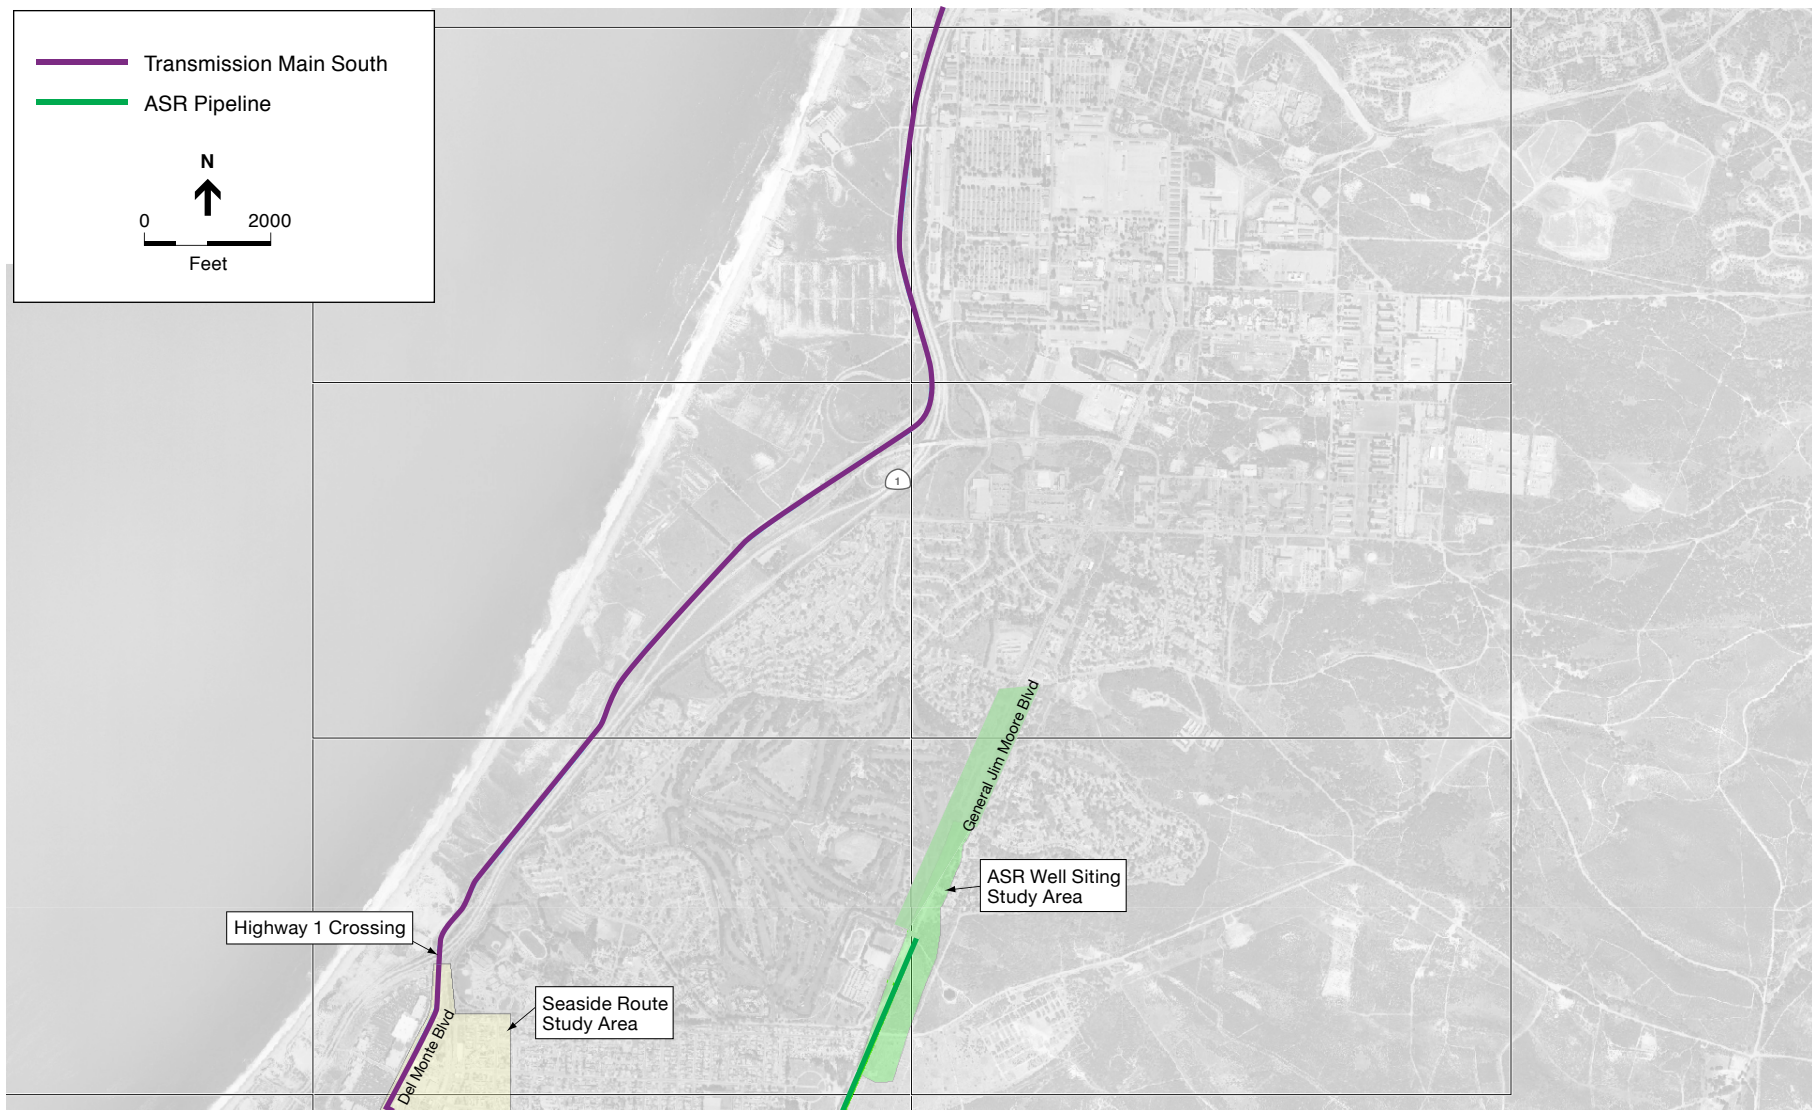 Transmission Main South
ASR Pipeline
N
0 2000
Feet
1
General Jim Moore Blvd
ASR Well Siting
Study Area
Highway 1 Crossing
Seaside Route
Study Area
Del Monte Blvd